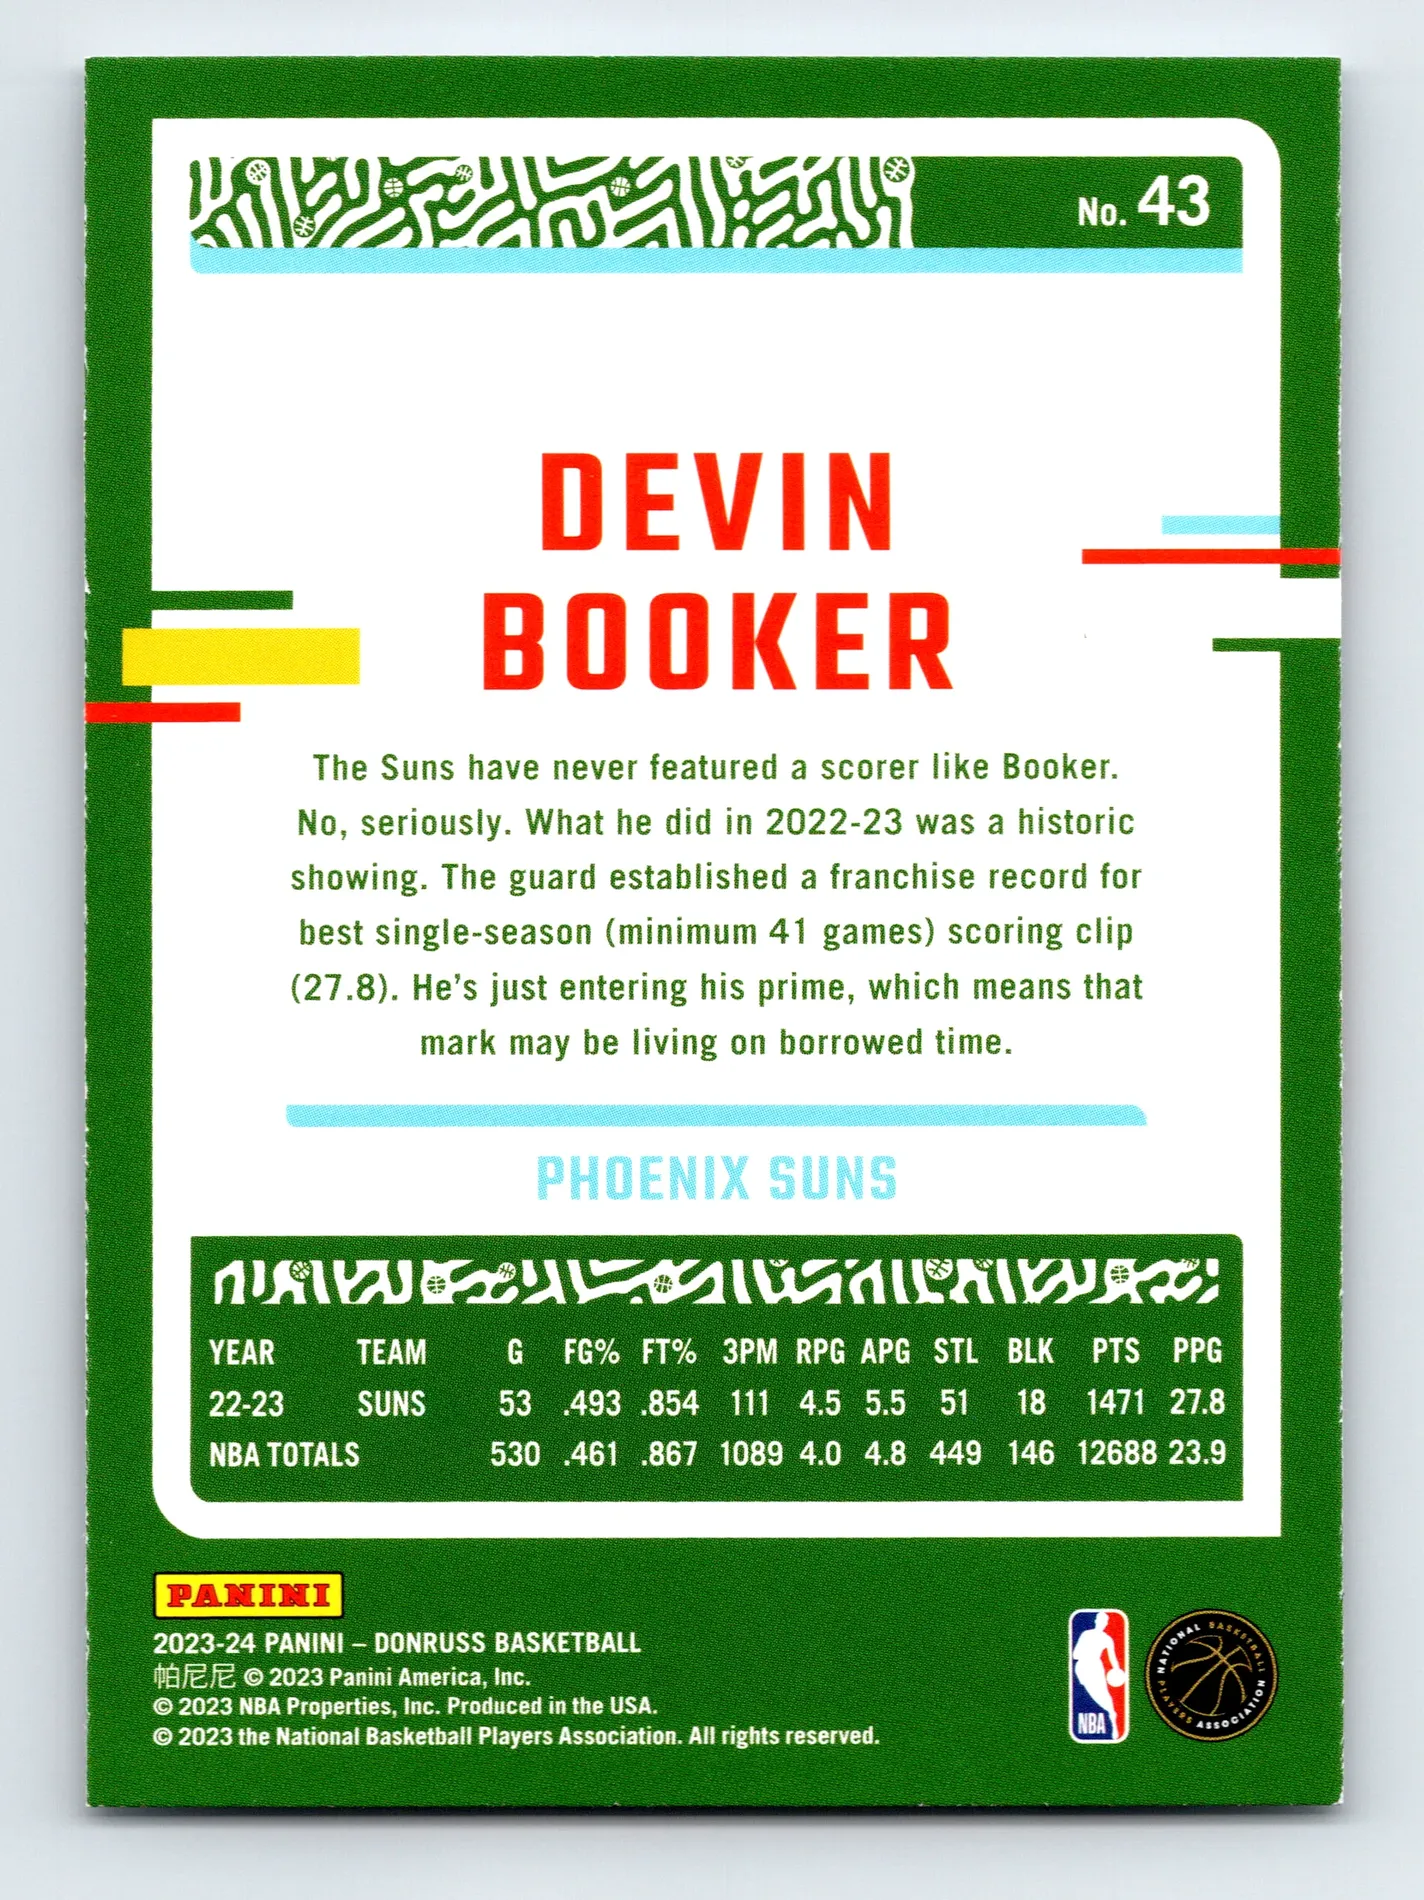 No. 43
DEVIN
BOOKER
The Suns have never featured a scorer like Booker.
No, seriously. What he did in 2022-23 was a historic
showing. The guard established a franchise record for
best single-season (minimum 41 games) scoring clip
(27.8). He's just entering his prime, which means that
mark may be living on borrowed time.
PHOENIX SUNS
YEAR TEAM G FG% FT% 3PM RPG APG STL BLK PTS PPG
22-23 SUNS 53 .493 .854 111 4.5 5.5 51 18 1471 27.8
NBA TOTALS 530 .461 .867 1089 4.0 4.8 449 146 12688 23.9
PANINI
2023-24 PANINI – DONRUSS BASKETBALL
帕尼尼 © 2023 Panini America, Inc.
© 2023 NBA Properties, Inc. Produced in the USA.
© 2023 the National Basketball Players Association. All rights reserved.
NBA
NATIONAL BASKETBALL PLAYERS ASSOCIATION